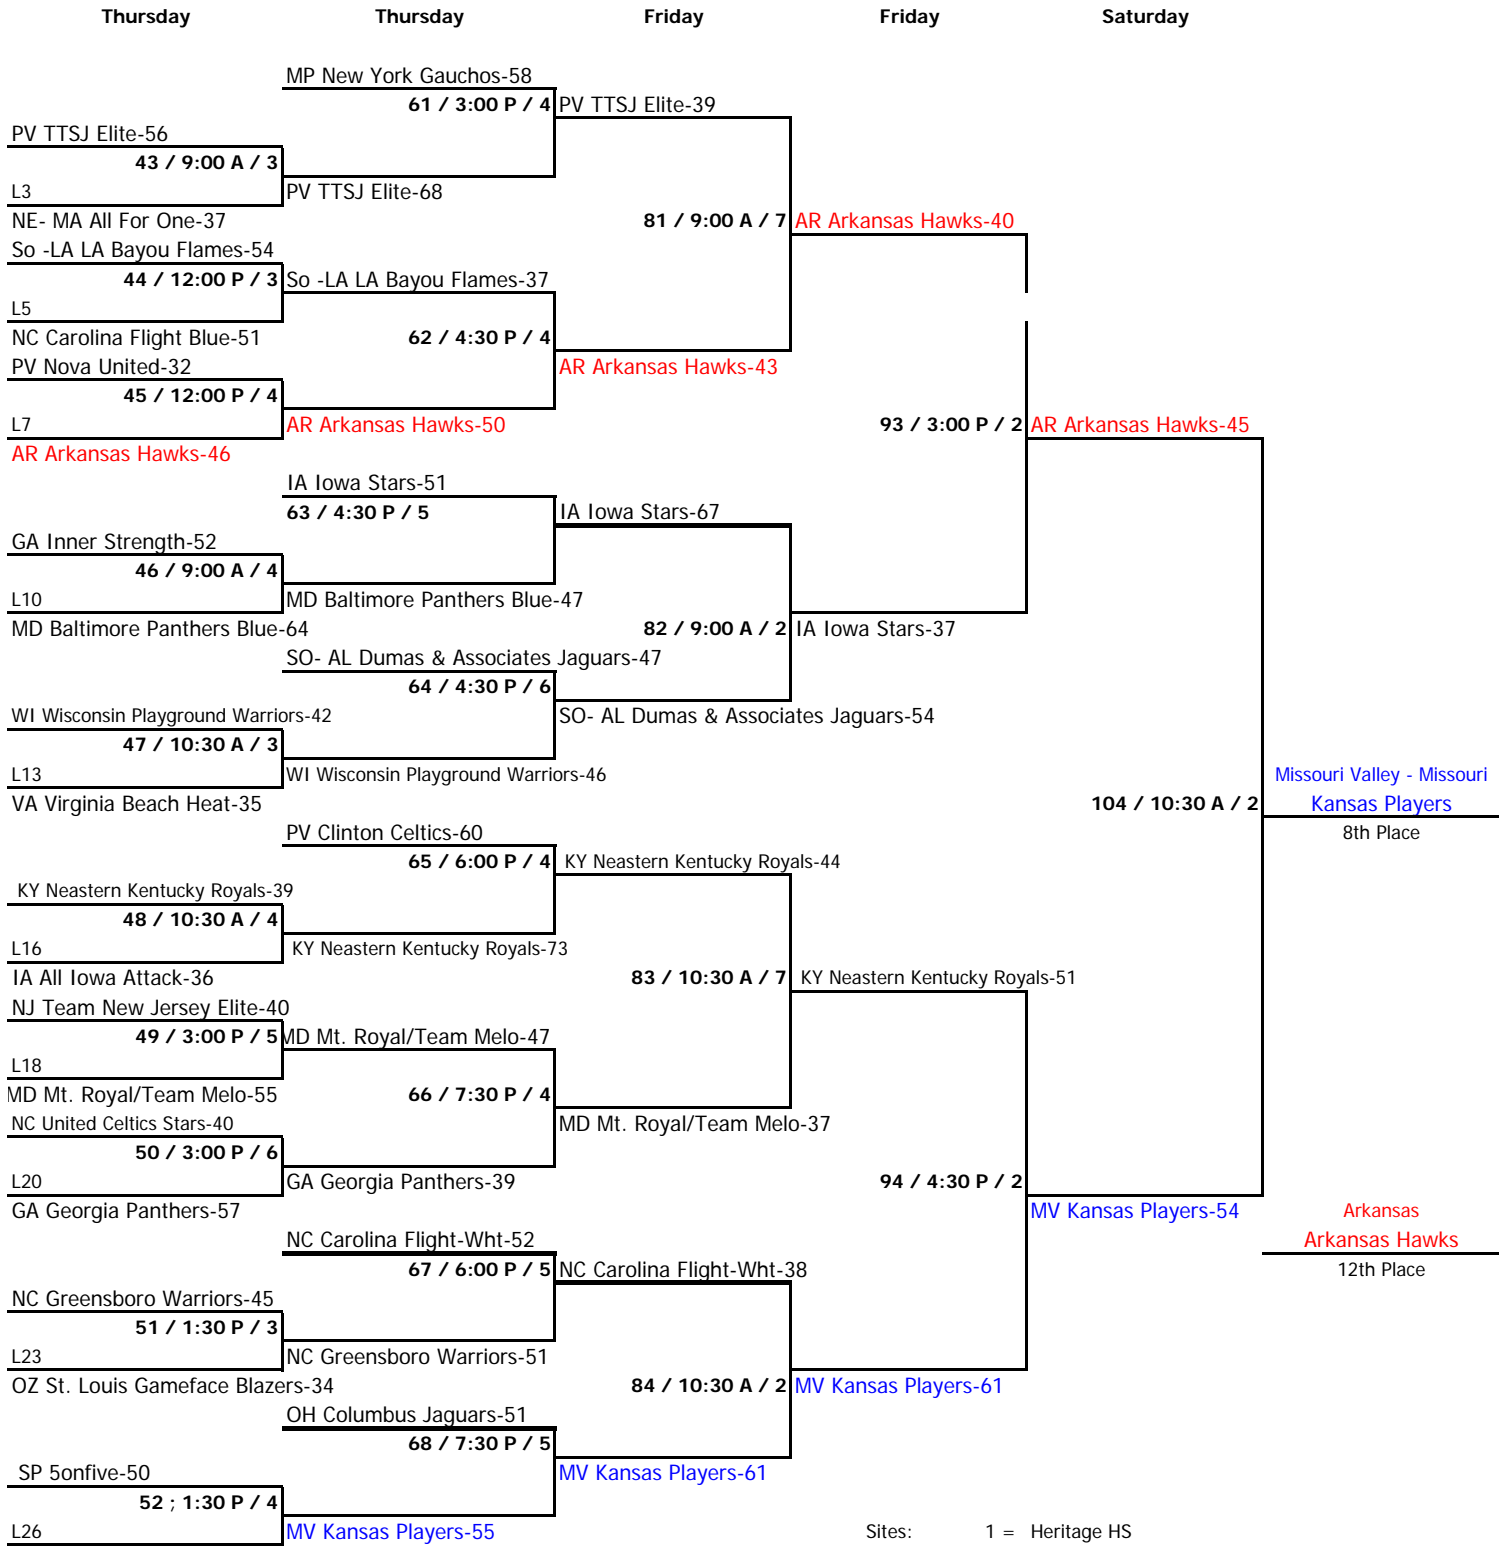 Thursday Thursday Friday Friday Saturday
MP New York Gauchos-58
61 / 3:00 P / 4 PV TTSJ Elite-39
PV TTSJ Elite-56
43 / 9:00 A / 3
L3 PV TTSJ Elite-68
NE- MA All For One-37 81 / 9:00 A / 7 AR Arkansas Hawks-40
So -LA LA Bayou Flames-54
44 / 12:00 P / 3 So -LA LA Bayou Flames-37
L5
NC Carolina Flight Blue-51 62 / 4:30 P / 4
PV Nova United-32 AR Arkansas Hawks-43
45 / 12:00 P / 4
L7 AR Arkansas Hawks-50 93 / 3:00 P / 2 AR Arkansas Hawks-45
AR Arkansas Hawks-46
IA Iowa Stars-51
63 / 4:30 P / 5 IA Iowa Stars-67
GA Inner Strength-52
46 / 9:00 A / 4
L10 MD Baltimore Panthers Blue-47
MD Baltimore Panthers Blue-64 82 / 9:00 A / 2 IA Iowa Stars-37
SO- AL Dumas & Associates Jaguars-47
64 / 4:30 P / 6
WI Wisconsin Playground Warriors-42 SO- AL Dumas & Associates Jaguars-54
47 / 10:30 A / 3
L13 WI Wisconsin Playground Warriors-46 Missouri Valley - Missouri
VA Virginia Beach Heat-35 104 / 10:30 A / 2 Kansas Players
PV Clinton Celtics-60 8th Place
65 / 6:00 P / 4 KY Neastern Kentucky Royals-44
KY Neastern Kentucky Royals-39
48 / 10:30 A / 4
L16 KY Neastern Kentucky Royals-73
IA All Iowa Attack-36 83 / 10:30 A / 7 KY Neastern Kentucky Royals-51
NJ Team New Jersey Elite-40
49 / 3:00 P / 5 MD Mt. Royal/Team Melo-47
L18
MD Mt. Royal/Team Melo-55 66 / 7:30 P / 4
NC United Celtics Stars-40 MD Mt. Royal/Team Melo-37
50 / 3:00 P / 6
L20 GA Georgia Panthers-39 94 / 4:30 P / 2
GA Georgia Panthers-57 MV Kansas Players-54 Arkansas
NC Carolina Flight-Wht-52 Arkansas Hawks
67 / 6:00 P / 5 NC Carolina Flight-Wht-38 12th Place
NC Greensboro Warriors-45
51 / 1:30 P / 3
L23 NC Greensboro Warriors-51
OZ St. Louis Gameface Blazers-34 84 / 10:30 A / 2 MV Kansas Players-61
OH Columbus Jaguars-51
68 / 7:30 P / 5
SP 5onfive-50 MV Kansas Players-61
52 ; 1:30 P / 4
L26 MV Kansas Players-55 Sites: 1 = Heritage HS